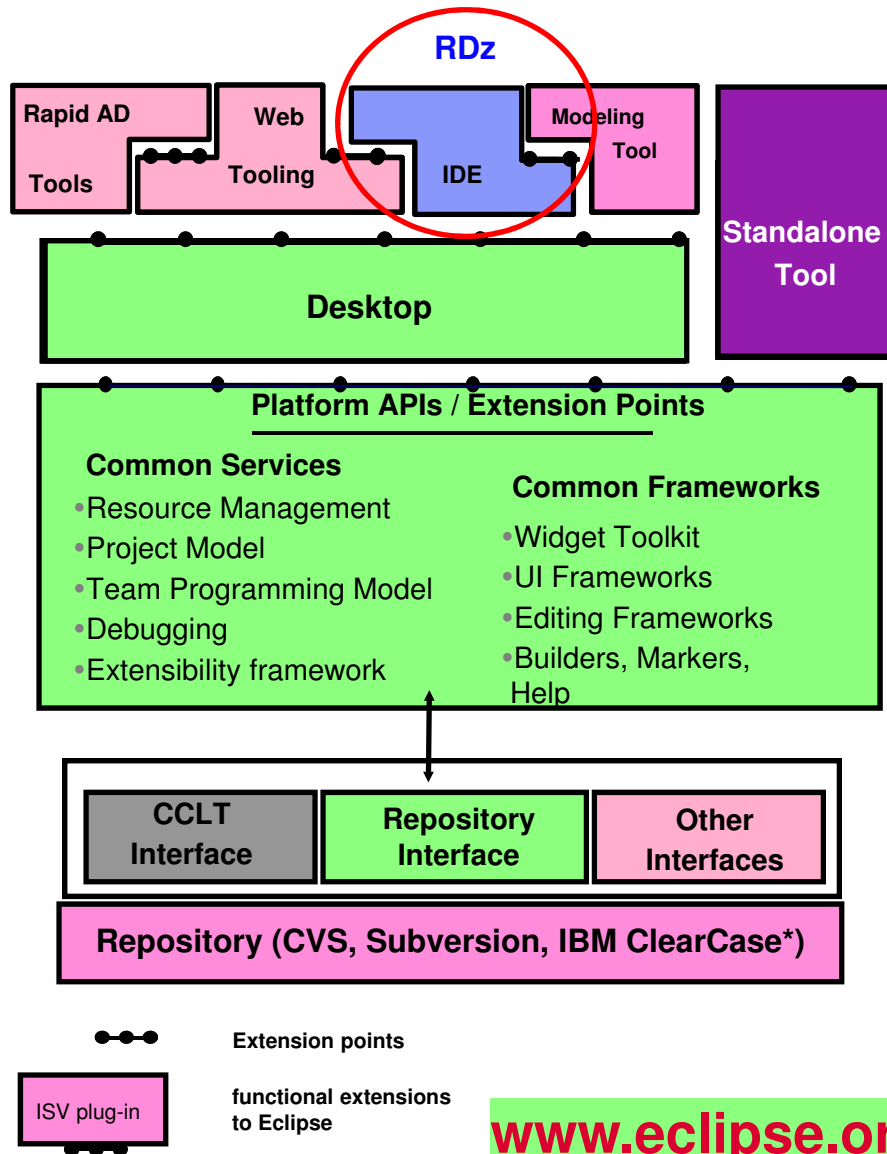 RDz
Rapid AD
Tools
Web
Tooling
IDE
Modeling
Tool
Standalone
Tool
Desktop
Platform APIs / Extension Points
Common Services
•Resource Management
•Project Model
•Team Programming Model
•Debugging
•Extensibility framework
Common Frameworks
•Widget Toolkit
•UI Frameworks
•Editing Frameworks
•Builders, Markers,
Help
CCLT
Interface
Repository
Interface
Other
Interfaces
Repository (CVS, Subversion, IBM ClearCase*)
Extension points
ISV plug-in
functional extensions
to Eclipse
www.eclipse.or